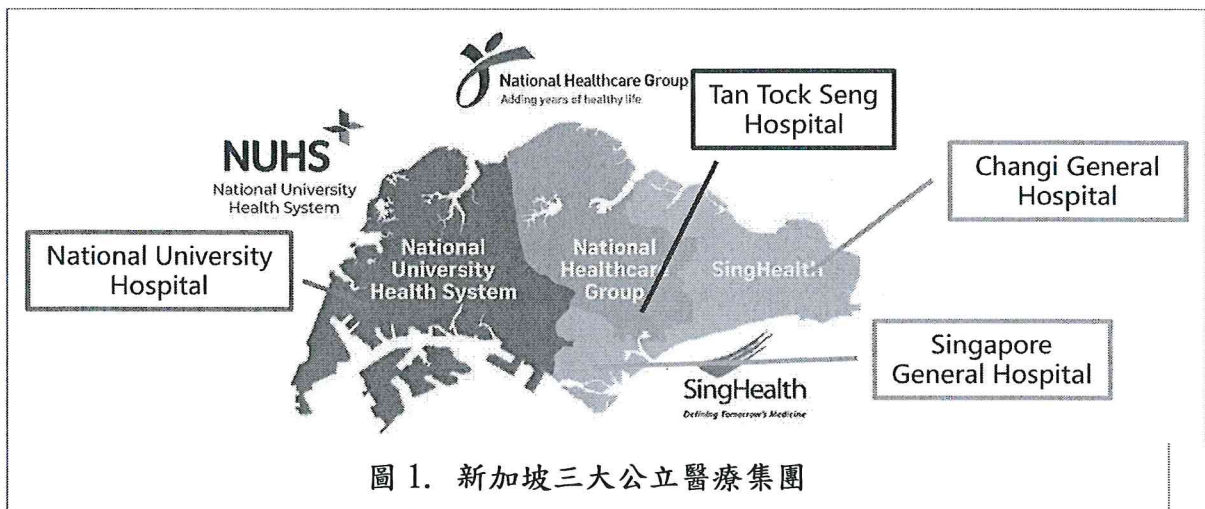 National Healthcare Group
Adding years of healthy life
Tan Tock Seng
Hospital
NUHS
National University
Health System
Changi General
Hospital
National University
Hospital
National
University
Health System
National
Healthcare
Group
SingHealth
Singapore
General Hospital
SingHealth
Defining Tomorrow's Medicine
圖 1. 新加坡三大公立醫療集團